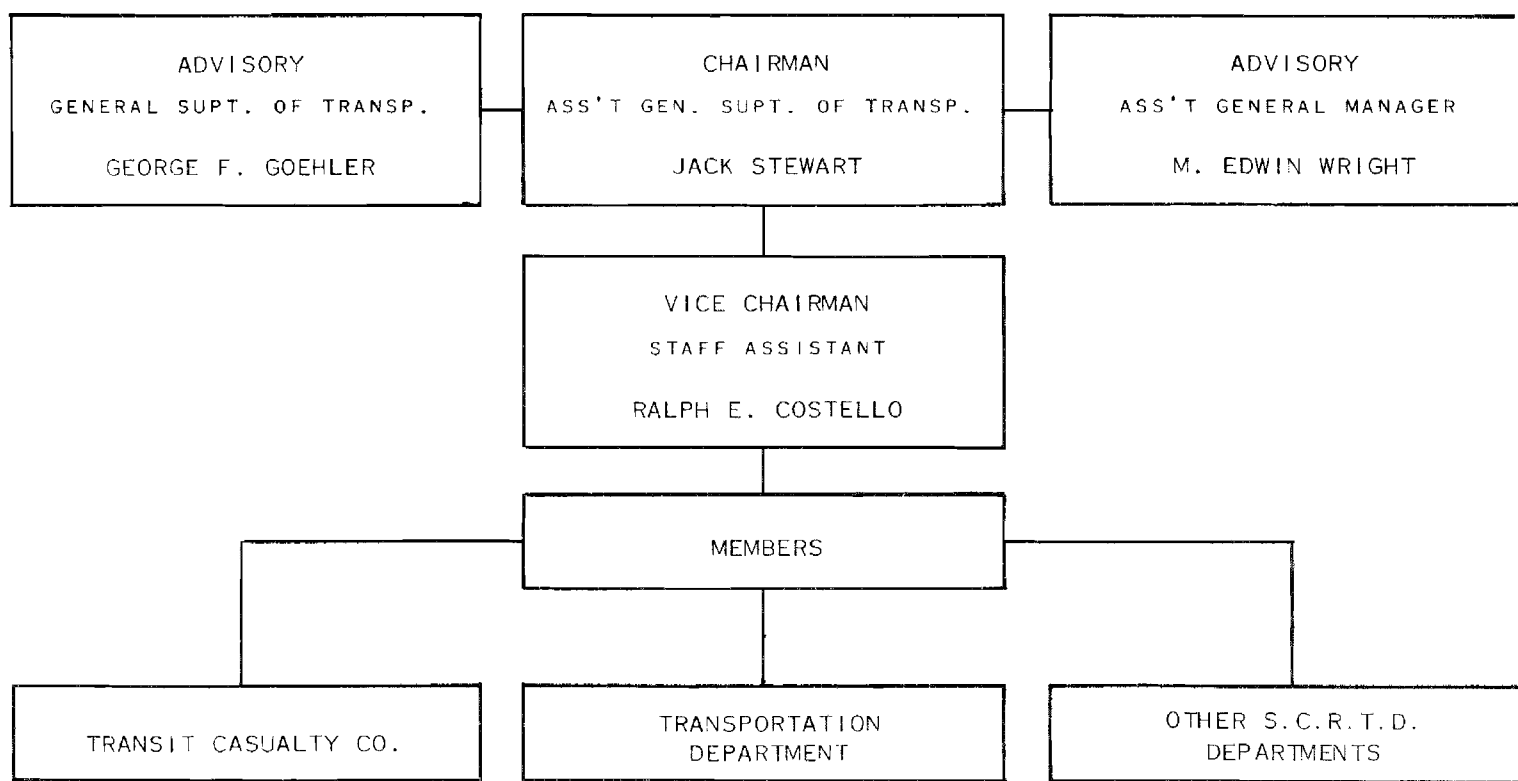 ADVISORY
GENERAL SUPT. OF TRANSP.
GEORGE F. GOEHLER
CHAIRMAN
ASS'T GEN. SUPT. OF TRANSP.
JACK STEWART
ADVISORY
ASS'T GENERAL MANAGER
M. EDWIN WRIGHT
VICE CHAIRMAN
STAFF ASSISTANT
RALPH E. COSTELLO
MEMBERS
TRANSIT CASUALTY CO.
TRANSPORTATION
DEPARTMENT
OTHER S.C.R.T.D.
DEPARTMENTS